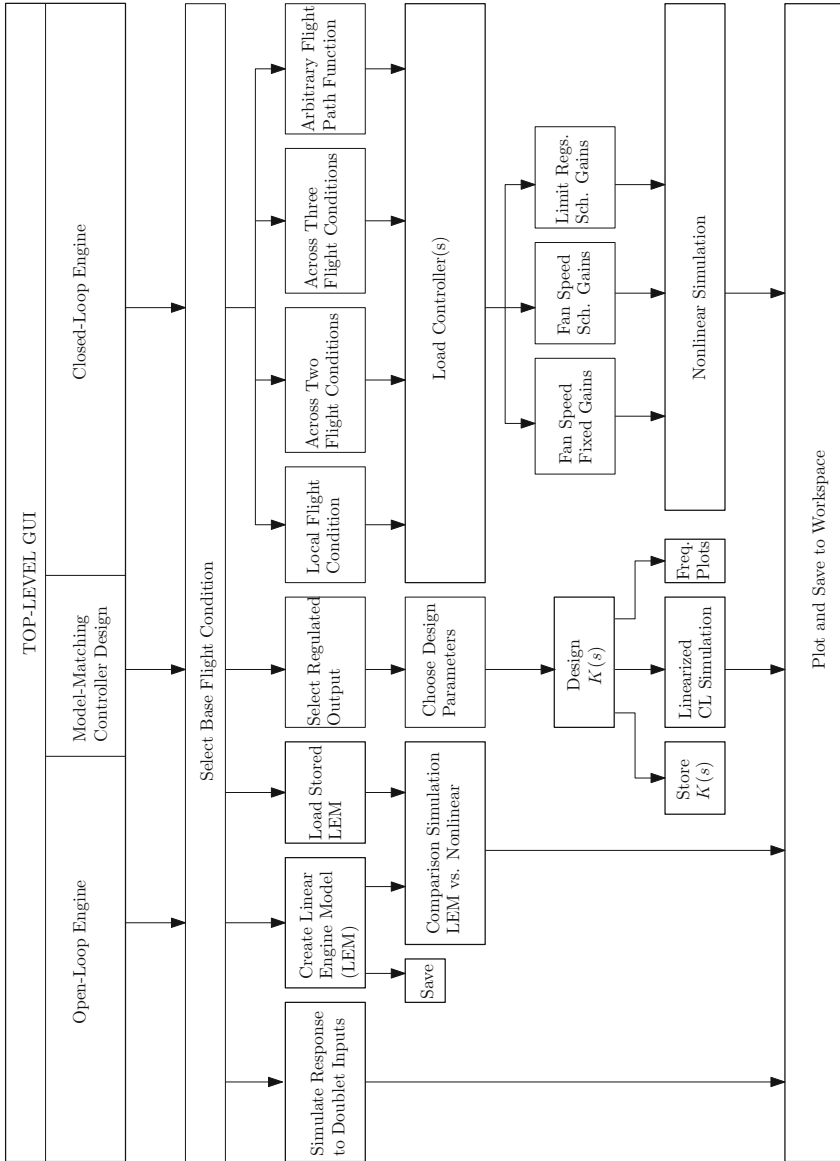 TOP-LEVEL GUI
Open-Loop Engine
Model-Matching
Controller Design
Closed-Loop Engine
Select Base Flight Condition
Simulate Response
to Doublet Inputs
Create Linear
Engine Model
(LEM)
Load Stored
LEM
Select Regulated
Output
Local Flight
Condition
Across Two
Flight Conditions
Across Three
Flight Conditions
Arbitrary Flight
Path Function
Save
Comparison Simulation
LEM vs. Nonlinear
Choose Design
Parameters
Load Controller(s)
Design
K(s)
Fan Speed
Fixed Gains
Fan Speed
Sch. Gains
Limit Regs.
Sch. Gains
Store
K(s)
Linearized
CL Simulation
Freq.
Plots
Nonlinear Simulation
Plot and Save to Workspace